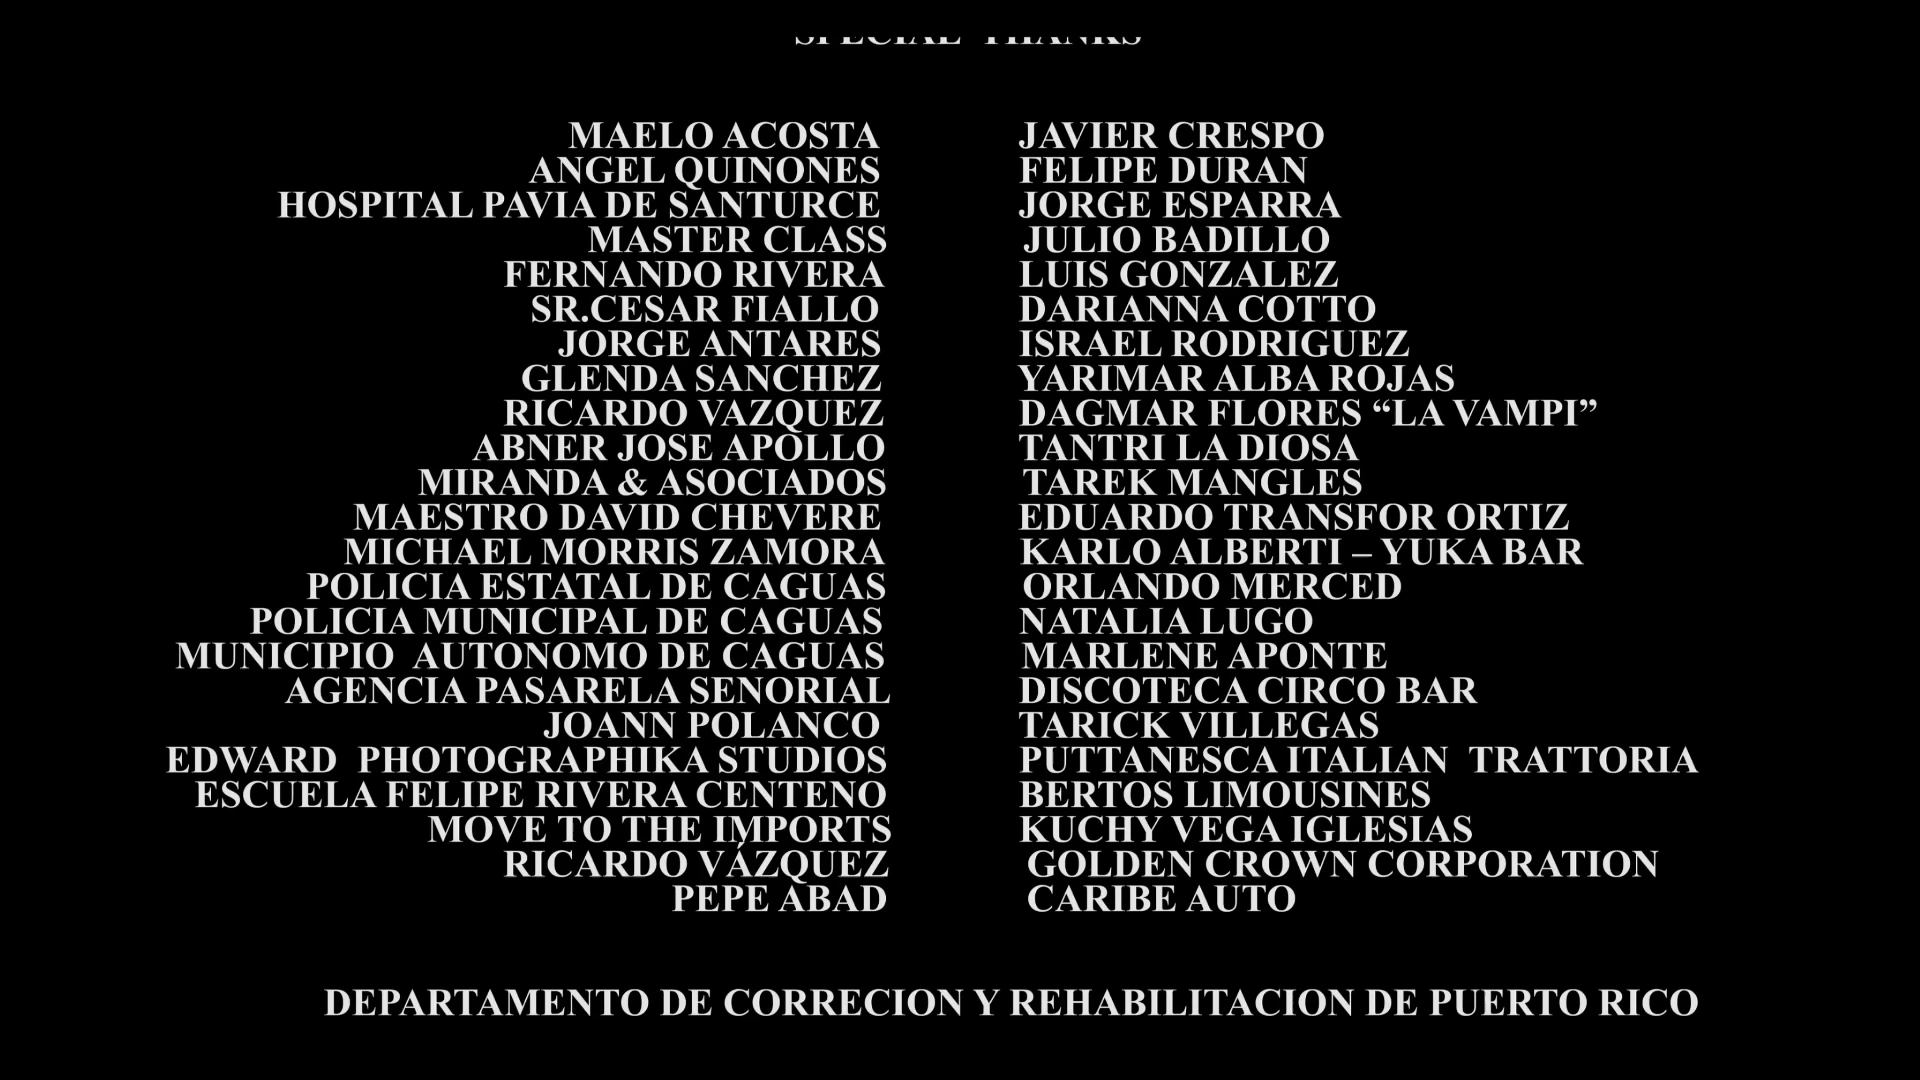 SPECIAL THANKS
MAELO ACOSTA JAVIER CRESPO
ANGEL QUINONES FELIPE DURAN
HOSPITAL PAVIA DE SANTURCE JORGE ESPARRA
MASTER CLASS JULIO BADILLO
FERNANDO RIVERA LUIS GONZALEZ
SR.CESAR FIALLO DARIANNA COTTO
JORGE ANTARES ISRAEL RODRIGUEZ
GLENDA SANCHEZ YARIMAR ALBA ROJAS
RICARDO VAZQUEZ DAGMAR FLORES “LA VAMPI”
ABNER JOSE APOLLO TANTRI LA DIOSA
MIRANDA & ASOCIADOS TAREK MANGLES
MAESTRO DAVID CHEVERE EDUARDO TRANSFOR ORTIZ
MICHAEL MORRIS ZAMORA KARLO ALBERTI – YUKA BAR
POLICIA ESTATAL DE CAGUAS ORLANDO MERCED
POLICIA MUNICIPAL DE CAGUAS NATALIA LUGO
MUNICIPIO AUTONOMO DE CAGUAS MARLENE APONTE
AGENCIA PASARELA SENORIAL DISCOTECA CIRCO BAR
JOANN POLANCO TARICK VILLEGAS
EDWARD PHOTOGRAPHIKA STUDIOS PUTTANESCA ITALIAN TRATTORIA
ESCUELA FELIPE RIVERA CENTENO BERTOS LIMOUSINES
MOVE TO THE IMPORTS KUCHY VEGA IGLESIAS
RICARDO VÁZQUEZ GOLDEN CROWN CORPORATION
PEPE ABAD CARIBE AUTO
DEPARTAMENTO DE CORRECION Y REHABILITACION DE PUERTO RICO